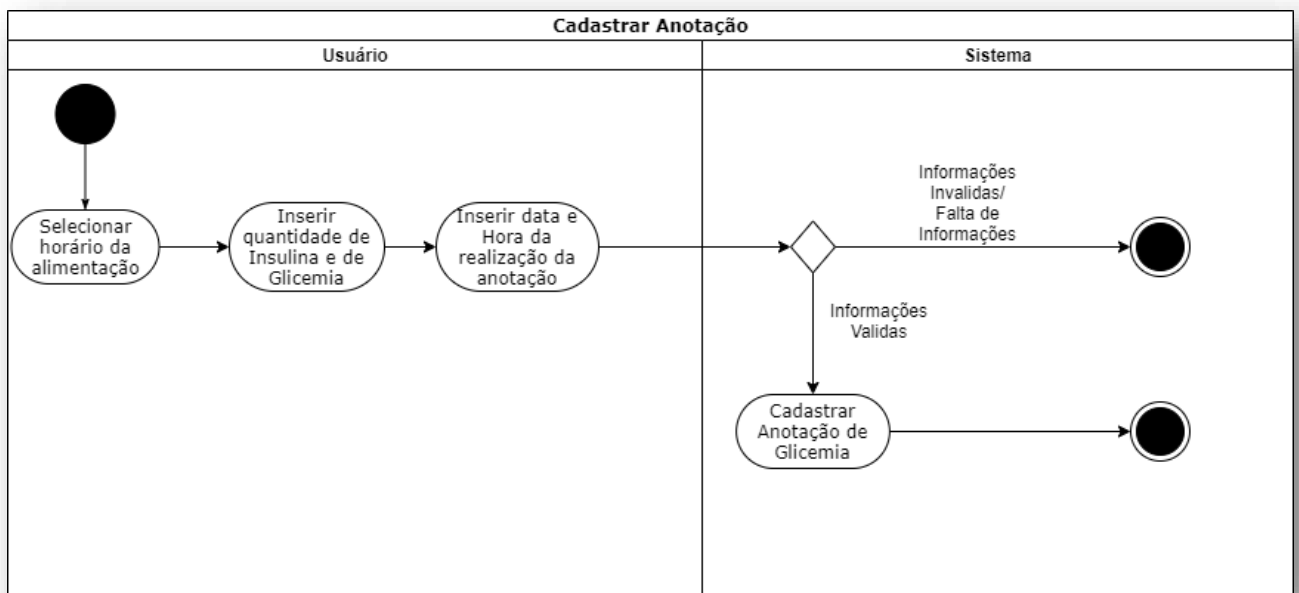 Cadastrar Anotação
Usuário
Sistema
Selecionar
horário da
alimentação
Inserir
quantidade de
Insulina e de
Glicemia
Inserir data e
Hora da
realização da
anotação
Informações
Invalidas/
Falta de
Informações
Informações
Validas
Cadastrar
Anotação de
Glicemia